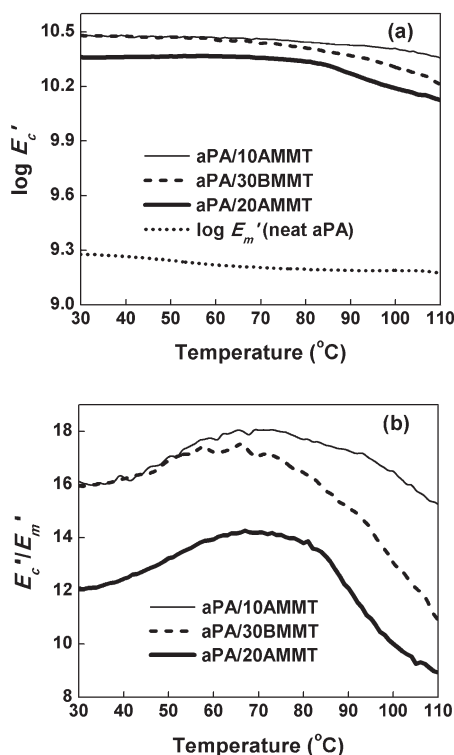 (a)
10.5
10.2
9.9
9.6
9.3
9.0
log E_c'
aPA/10AMMT
aPA/30BMMT
aPA/20AMMT
log E_m' (neat aPA)
30 40 50 60 70 80 90 100 110
Temperature (°C)
(b)
18
16
14
12
10
8
E_c'/E_m'
aPA/10AMMT
aPA/30BMMT
aPA/20AMMT
30 40 50 60 70 80 90 100 110
Temperature (°C)